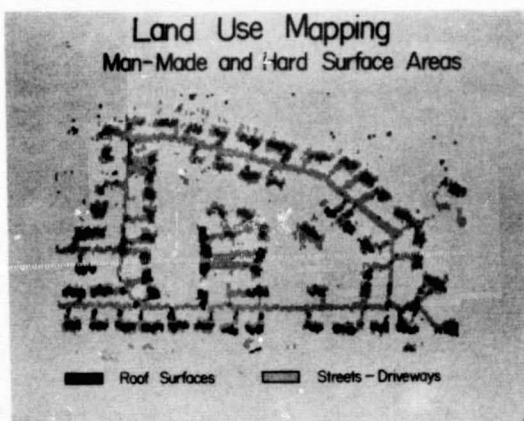 Land Use Mapping
Man-Made and Hard Surface Areas
Roof Surfaces
Streets - Driveways